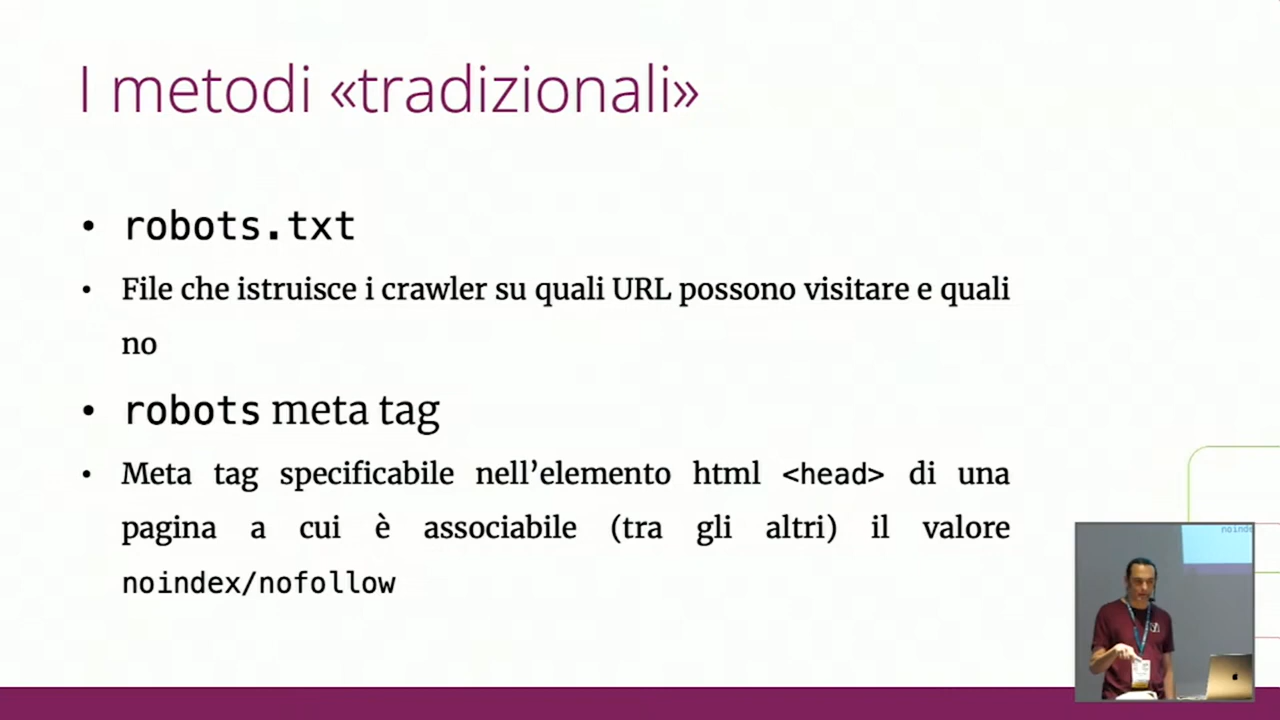 I metodi «tradizionali»
• robots.txt
• File che istruisce i crawler su quali URL possono visitare e quali
no
• robots meta tag
• Meta tag specificabile nell’elemento html <head> di una
pagina a cui è associabile (tra gli altri) il valore
noindex/nofollow